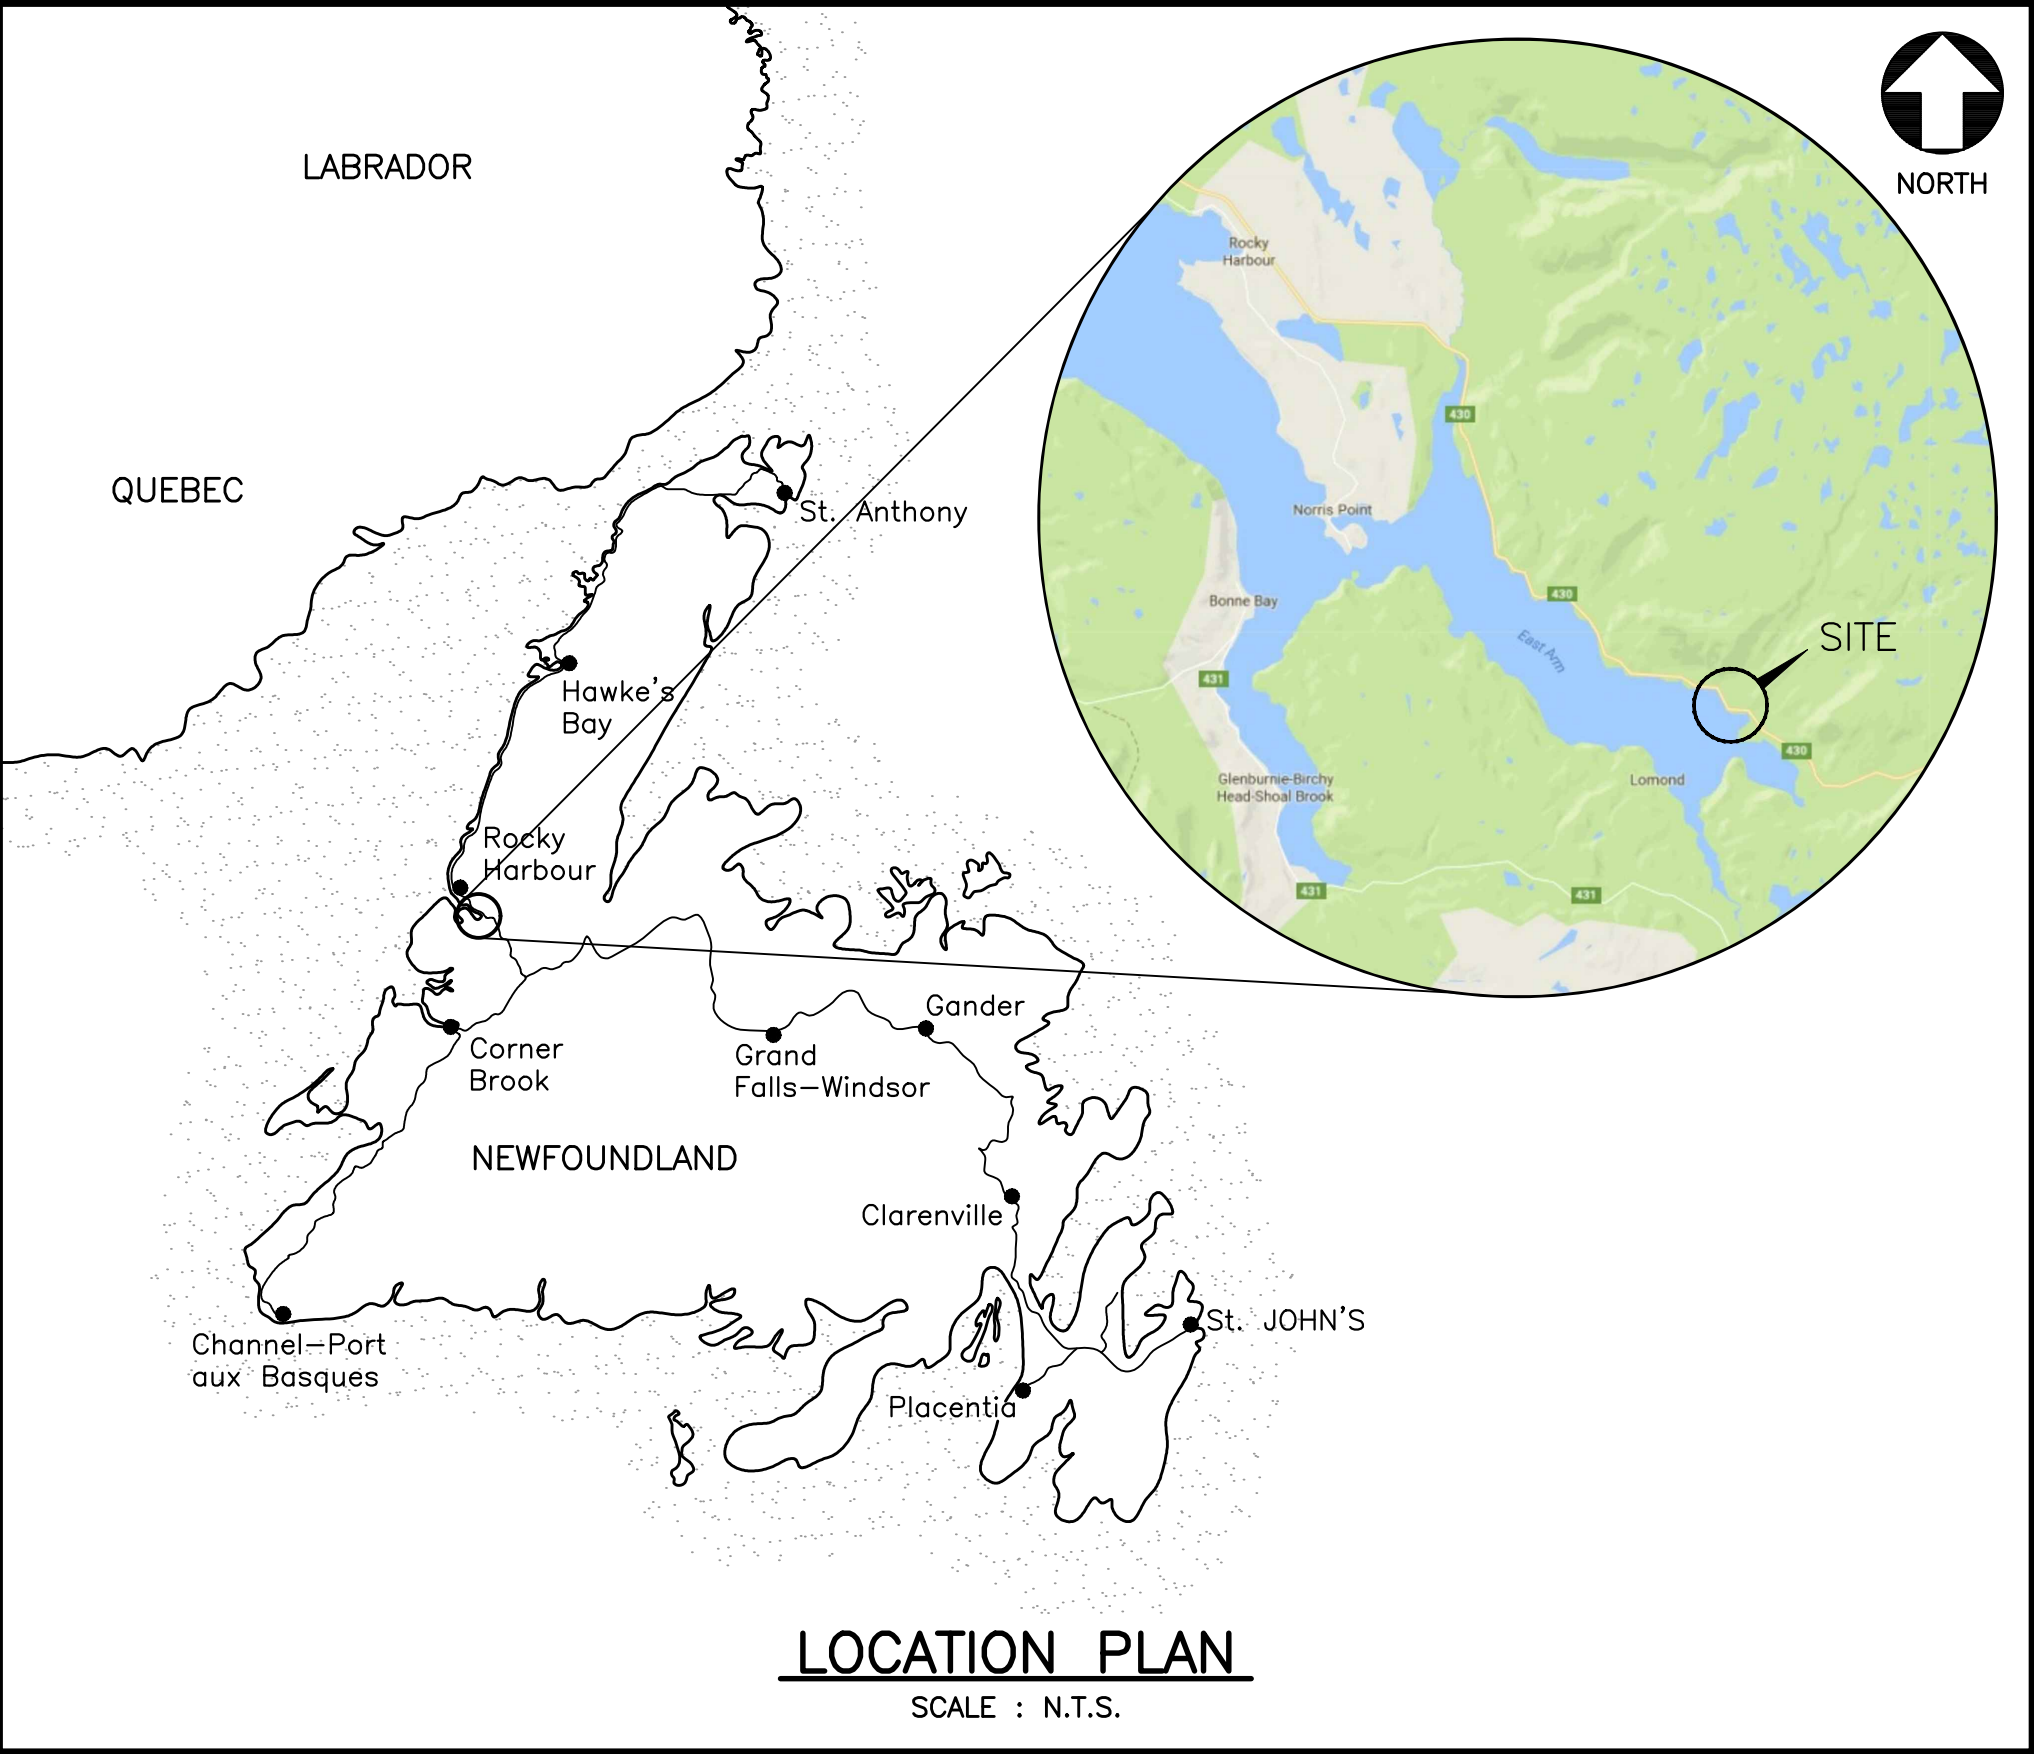 LABRADOR
NORTH
Rocky
Harbour
430
QUEBEC
St. Anthony
Norris Point
430
Bonne Bay
East Arm
SITE
431
Hawke's
Bay
430
Glenburnie-Birchy
Head-Shoal Brook
Lomond
Rocky
Harbour
431
431
Gander
Corner
Brook
Grand
Falls-Windsor
NEWFOUNDLAND
Clarenville
St. JOHN'S
Channel-Port
aux Basques
Placentia
LOCATION PLAN
SCALE : N.T.S.